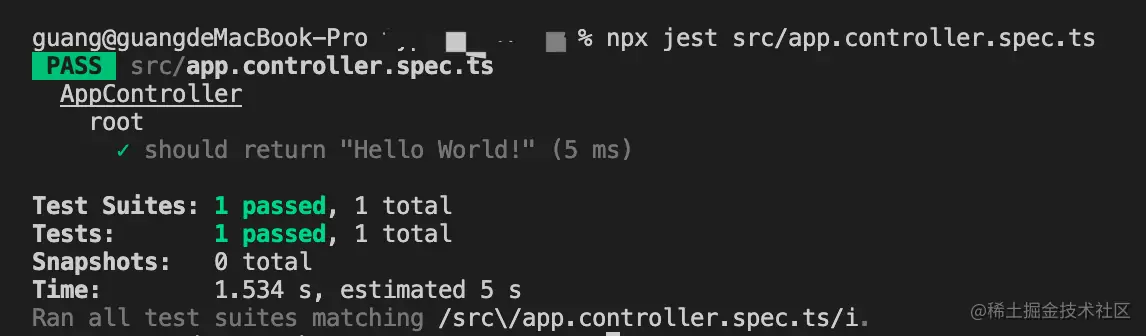 guang@guangdeMacBook-Pro % npx jest src/app.controller.spec.ts
PASS src/app.controller.spec.ts
AppController
root
✓ should return "Hello World!" (5 ms)
Test Suites: 1 passed, 1 total
Tests: 1 passed, 1 total
Snapshots: 0 total
Time: 1.534 s, estimated 5 s
Ran all test suites matching /src\/app.controller.spec.ts/i.
@稀土掘金技术社区